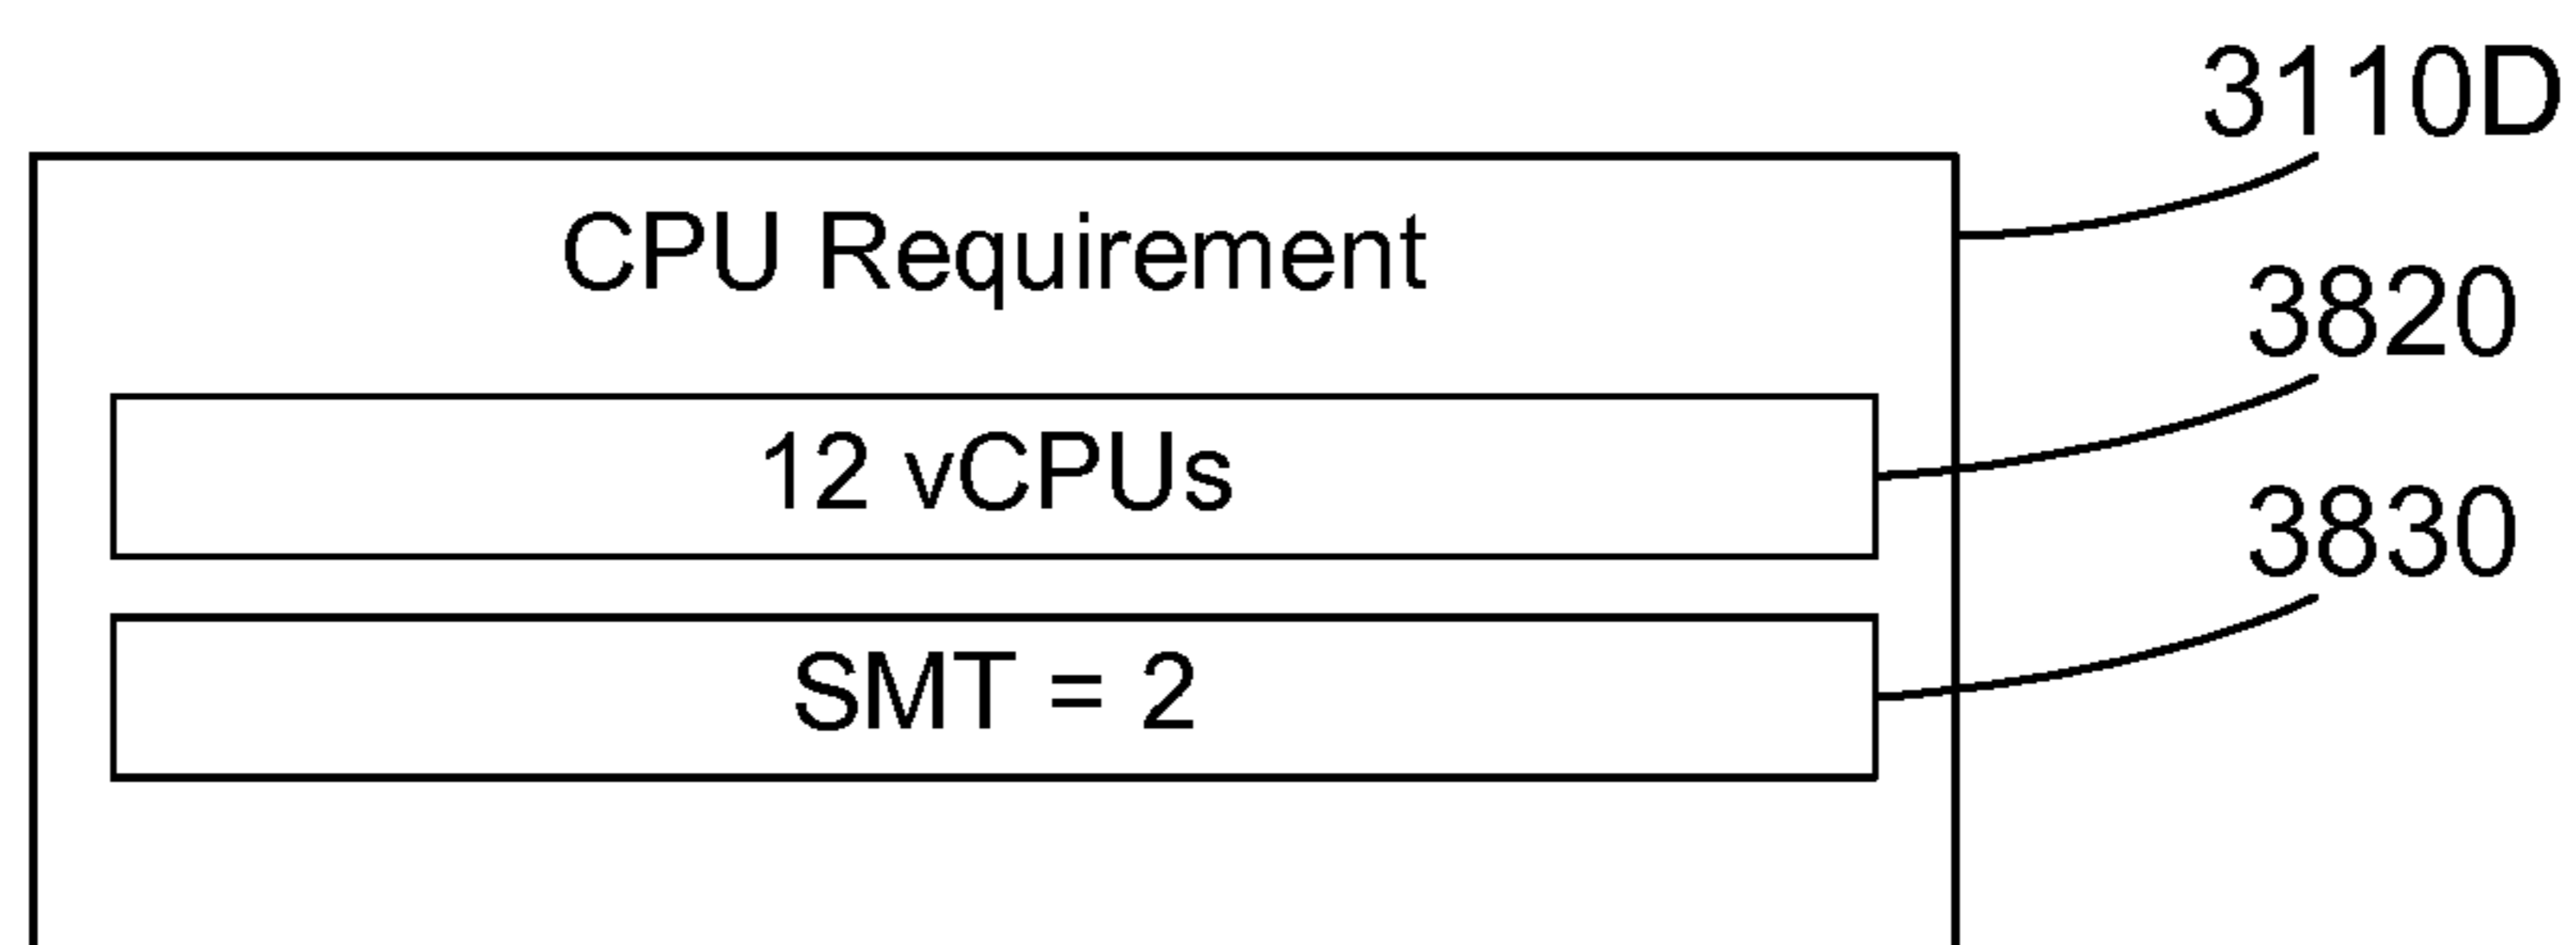 3110D
CPU Requirement
3820
12 vCPUs
3830
SMT = 2